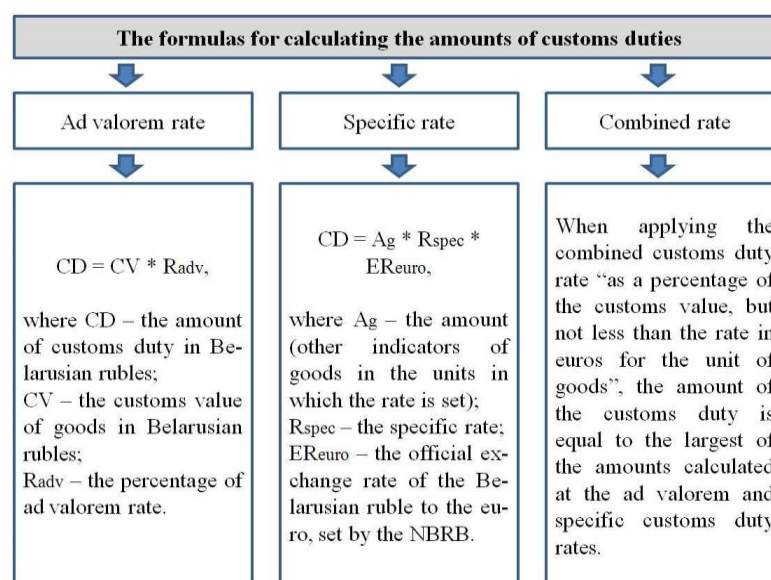 The formulas for calculating the amounts of customs duties
Ad valorem rate
Specific rate
Combined rate
CD = CV * Radv,
where CD – the amount
of customs duty in Be-
larusian rubles;
CV – the customs value
of goods in Belarusian
rubles;
Radv – the percentage of
ad valorem rate.
CD = Ag * Rspec *
EReuro,
where Ag – the amount
(other indicators of
goods in the units in
which the rate is set);
Rspec – the specific rate;
EReuro – the official ex-
change rate of the Be-
larusian ruble to the eu-
ro, set by the NBRB.
When applying the
combined customs duty
rate “as a percentage of
the customs value, but
not less than the rate in
euros for the unit of
goods”, the amount of
the customs duty is
equal to the largest of
the amounts calculated
at the ad valorem and
specific customs duty
rates.